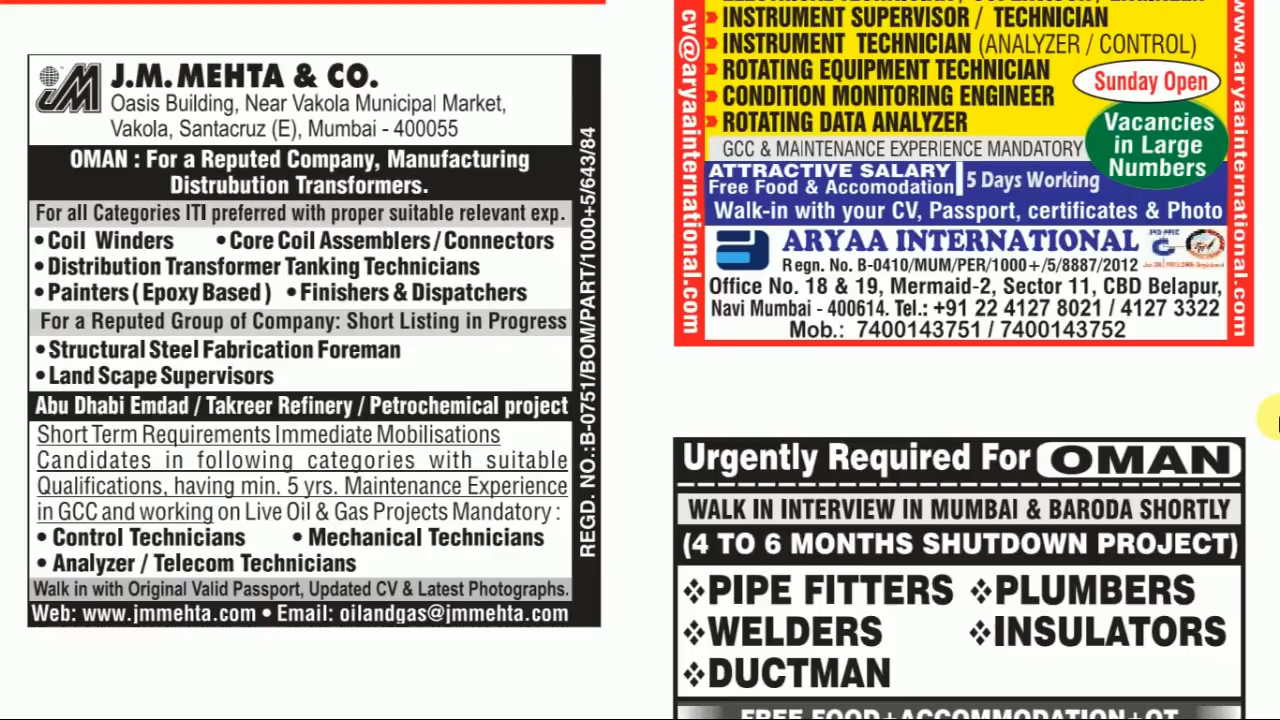 J.M. MEHTA & CO.
Oasis Building, Near Vakola Municipal Market,
Vakola, Santacruz (E), Mumbai - 400055
OMAN : For a Reputed Company, Manufacturing
Distrubution Transformers.
For all Categories ITI preferred with proper suitable relevant exp.
• Coil Winders • Core Coil Assemblers / Connectors
• Distribution Transformer Tanking Technicians
• Painters ( Epoxy Based ) • Finishers & Dispatchers
For a Reputed Group of Company: Short Listing in Progress
• Structural Steel Fabrication Foreman
• Land Scape Supervisors
Abu Dhabi Emdad / Takreer Refinery / Petrochemical project
Short Term Requirements Immediate Mobilisations
Candidates in following categories with suitable
Qualifications, having min. 5 yrs. Maintenance Experience
in GCC and working on Live Oil & Gas Projects Mandatory :
• Control Technicians • Mechanical Technicians
• Analyzer / Telecom Technicians
Walk in with Original Valid Passport, Updated CV & Latest Photographs.
Web: www.jmmehta.com • Email: oilandgas@jmmehta.com
REGD. NO.:B-0751/BOM/PART/1000+5/643/84
cv@aryaainternational.com
INSTRUMENT SUPERVISOR / TECHNICIAN
INSTRUMENT TECHNICIAN (ANALYZER / CONTROL)
ROTATING EQUIPMENT TECHNICIAN
CONDITION MONITORING ENGINEER
ROTATING DATA ANALYZER
Sunday Open
Vacancies
in Large
Numbers
GCC & MAINTENANCE EXPERIENCE MANDATORY
ATTRACTIVE SALARY
Free Food & Accomodation
5 Days Working
Walk-in with your CV, Passport, certificates & Photo
ARYAA INTERNATIONAL
Regn. No. B-0410/MUM/PER/1000+/5/8887/2012
Office No. 18 & 19, Mermaid-2, Sector 11, CBD Belapur,
Navi Mumbai - 400614. Tel.: +91 22 4127 8021 / 4127 3322
Mob.: 7400143751 / 7400143752
www.aryaainternational.com
Urgently Required For OMAN
WALK IN INTERVIEW IN MUMBAI & BARODA SHORTLY
(4 TO 6 MONTHS SHUTDOWN PROJECT)
❖PIPE FITTERS ❖PLUMBERS
❖WELDERS ❖INSULATORS
❖DUCTMAN
FREE FOOD+ACCOMMODATION+OT